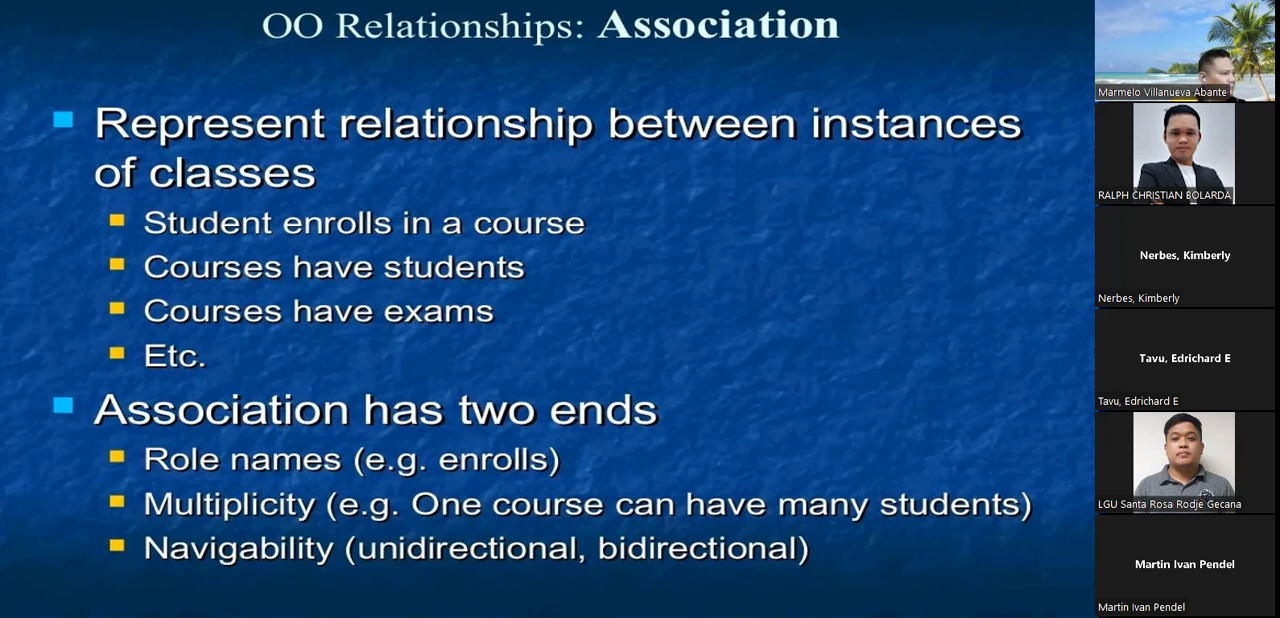 OO Relationships: Association
Represent relationship between instances
of classes
Student enrolls in a course
Courses have students
Courses have exams
Etc.
Association has two ends
Role names (e.g. enrolls)
Multiplicity (e.g. One course can have many students)
Navigability (unidirectional, bidirectional)
Marmelo Villanueva Abante
RALPH CHRISTIAN BOLARDA
Nerbes, Kimberly
Nerbes, Kimberly
Tavu, Edrichard E
Tavu, Edrichard E
LGU Santa Rosa Rodje Gecana
Martin Ivan Pendel
Martin Ivan Pendel